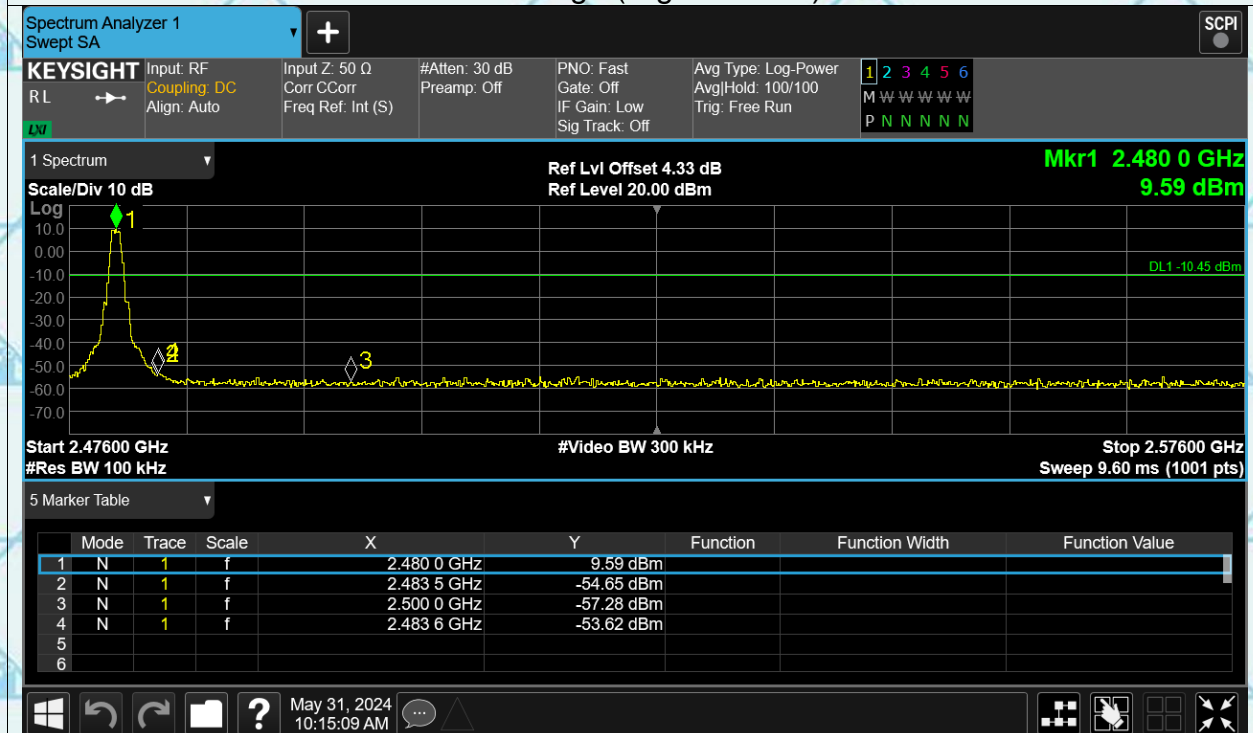 Spectrum Analyzer 1
Swept SA
+
SCPI
KEYSIGHT
RL
LXI
Input: RF
Coupling: DC
Align: Auto
Input Z: 50 Ω
Corr CCorr
Freq Ref: Int (S)
#Atten: 30 dB
Preamp: Off
PNO: Fast
Gate: Off
IF Gain: Low
Sig Track: Off
Avg Type: Log-Power
Avg|Hold: 100/100
Trig: Free Run
1 2 3 4 5 6
M W W W W W
P N N N N N
1 Spectrum
Scale/Div 10 dB
Ref Lvl Offset 4.33 dB
Ref Level 20.00 dBm
Mkr1 2.480 0 GHz
9.59 dBm
Log
10.0
0.00
-10.0
-20.0
-30.0
-40.0
-50.0
-60.0
-70.0
1
3
DL1 -10.45 dBm
Start 2.47600 GHz
#Video BW 300 kHz
Stop 2.57600 GHz
#Res BW 100 kHz
Sweep 9.60 ms (1001 pts)
5 Marker Table
Mode Trace Scale X Y Function Function Width Function Value
1 N 1 f 2.480 0 GHz 9.59 dBm
2 N 1 f 2.483 5 GHz -54.65 dBm
3 N 1 f 2.500 0 GHz -57.28 dBm
4 N 1 f 2.483 6 GHz -53.62 dBm
5
6
?
May 31, 2024
10:15:09 AM